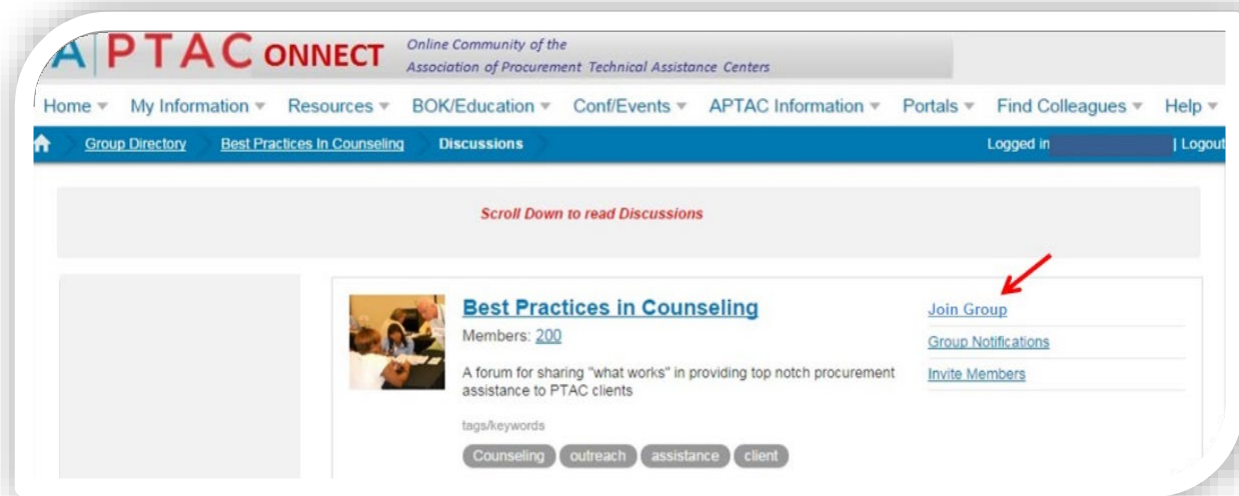 A|PTAC ONNECT
Online Community of the
Association of Procurement Technical Assistance Centers
Home My Information Resources BOK/Education Conf/Events APTAC Information Portals Find Colleagues Help
Group Directory Best Practices In Counseling Discussions Logged in | Logout
Scroll Down to read Discussions
Best Practices in Counseling
Members: 200
A forum for sharing "what works" in providing top notch procurement
assistance to PTAC clients
tags/keywords
Counseling outreach assistance client
Join Group
Group Notifications
Invite Members